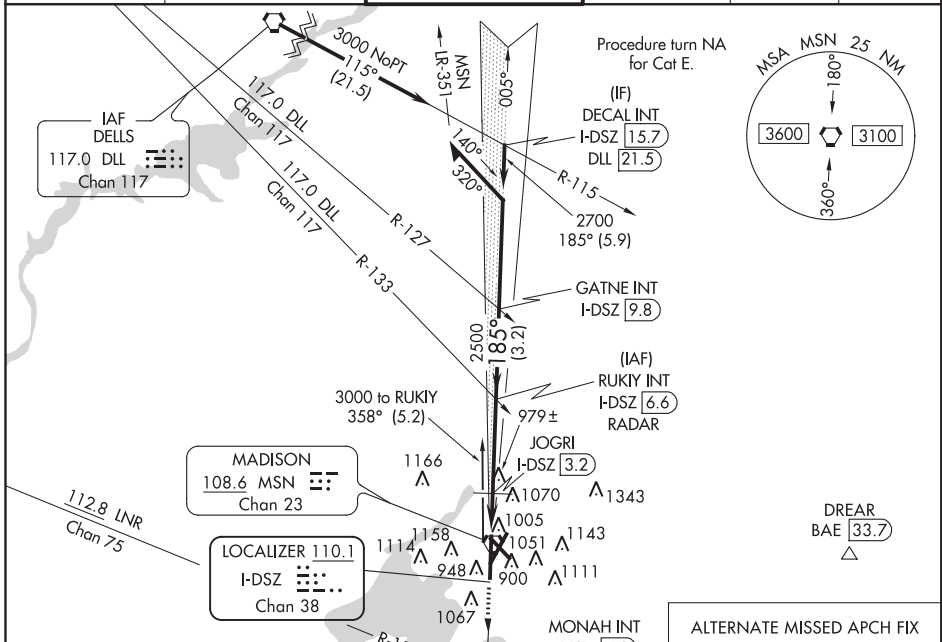 3000 NoPT
115°
(21.5)
MSN
LR-351
005°
Procedure turn NA
for Cat E.
MSA MSN 25 NM
180°
3600
3100
360°
IAF
DELLS
117.0 DLL
Chan 117
117.0 DLL
Chan 117
117.0 DLL
Chan 117
140°
320°
(IF)
DECAL INT
I-DSZ 15.7
DLL 21.5
R-115
2700
185° (5.9)
R-127
R-133
GATNE INT
I-DSZ 9.8
2500
185°
(3.2)
(IAF)
RUKIY INT
I-DSZ 6.6
RADAR
3000 to RUKIY
358° (5.2)
979±
JOGRI
I-DSZ 3.2
MADISON
108.6 MSN
Chan 23
1166
1070
1343
112.8 LNR
Chan 75
1005
1158
1114
1051
1143
DREAR
BAE 33.7
LOCALIZER 110.1
I-DSZ
Chan 38
948
900
1111
1067
MONAH INT
ALTERNATE MISSED APCH FIX